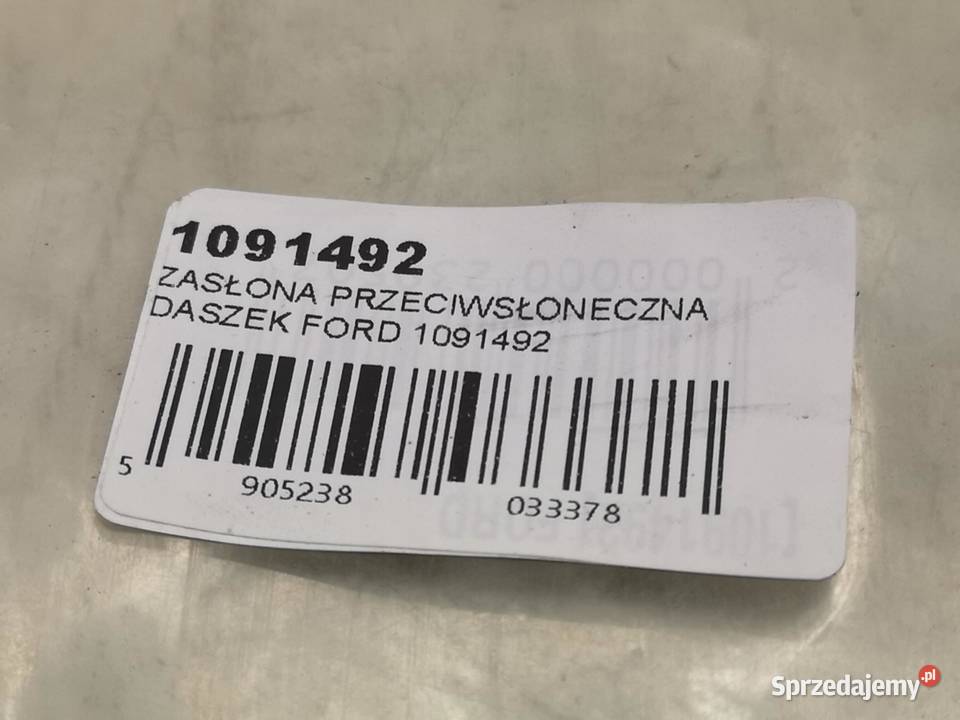 1091492
ZASŁONA PRZECIWSŁONECZNA
DASZEK FORD 1091492
5 905238 033378
Sprzedajemy.pl